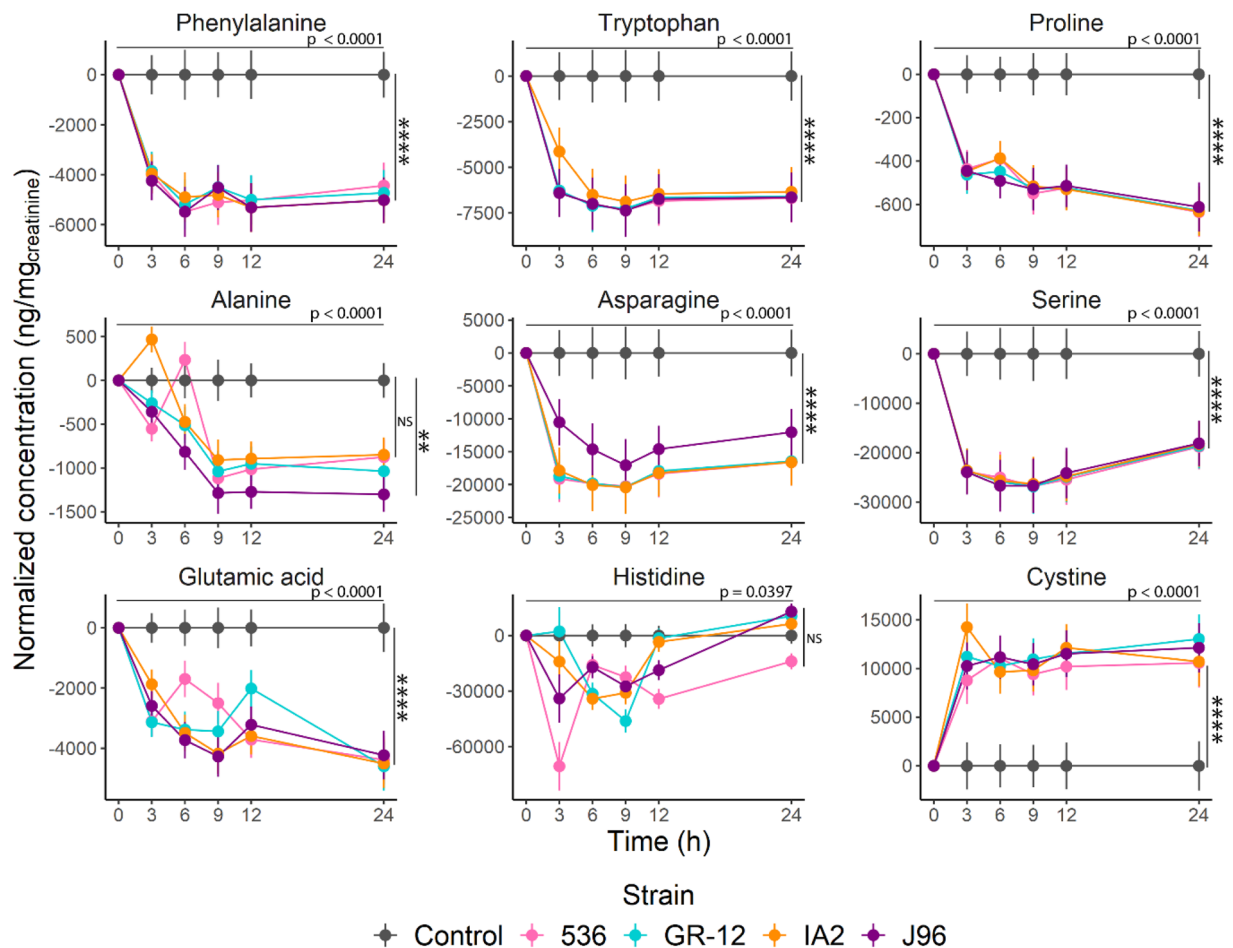 Phenylalanine Tryptophan Proline
p < 0.0001 p < 0.0001 p < 0.0001
0
-2000
-4000
-6000
****
0 3 6 9 12 24
0
-2500
-5000
-7500
****
0 3 6 9 12 24
0
-200
-400
-600
****
0 3 6 9 12 24
Normalized concentration (ng/mgcreatinine)
Alanine Asparagine Serine
p < 0.0001 p < 0.0001 p < 0.0001
500
0
-500
-1000
-1500
NS
**
0 3 6 9 12 24
5000
0
-5000
-10000
-15000
-20000
-25000
****
0 3 6 9 12 24
0
-10000
-20000
-30000
****
0 3 6 9 12 24
Glutamic acid Histidine Cystine
p < 0.0001 p = 0.0397 p < 0.0001
0
-2000
-4000
****
0 3 6 9 12 24
0
-30000
-60000
NS
0 3 6 9 12 24
15000
10000
5000
0
****
0 3 6 9 12 24
Time (h)
Strain
Control 536 GR-12 IA2 J96